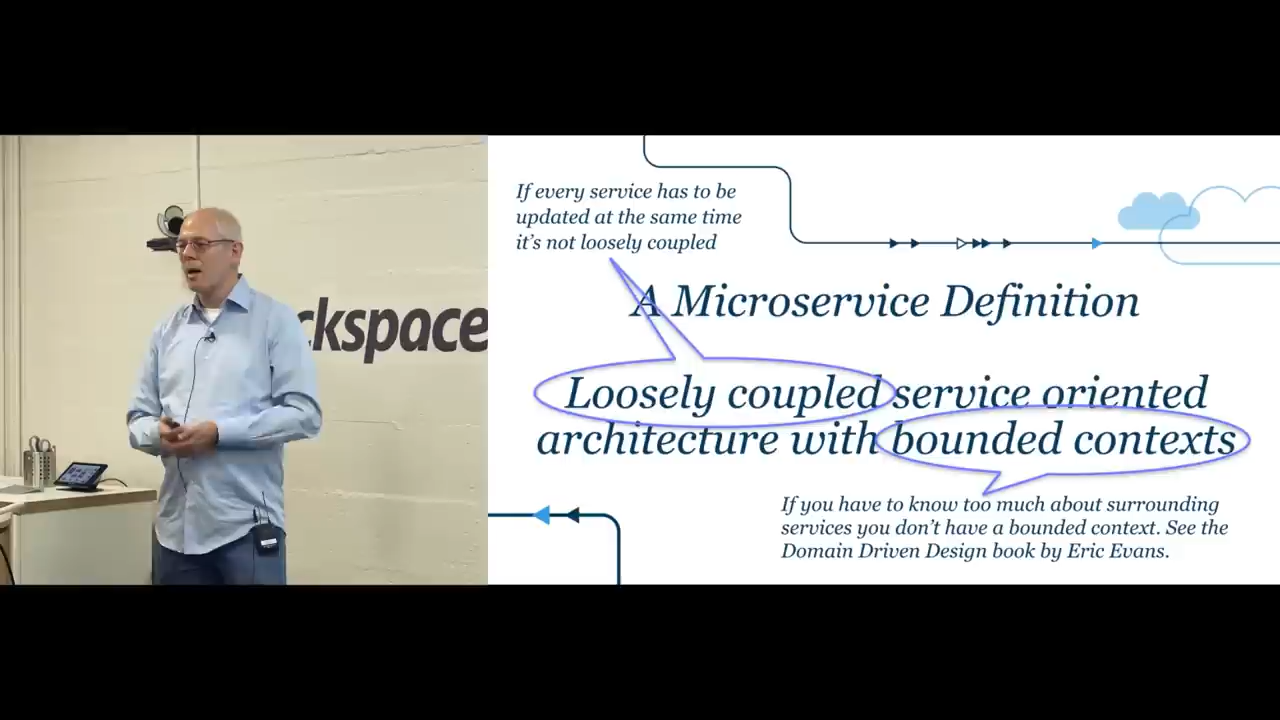 ckspace
If every service has to be
updated at the same time
it's not loosely coupled
A Microservice Definition
Loosely coupled service oriented
architecture with bounded contexts
If you have to know too much about surrounding
services you don't have a bounded context. See the
Domain Driven Design book by Eric Evans.